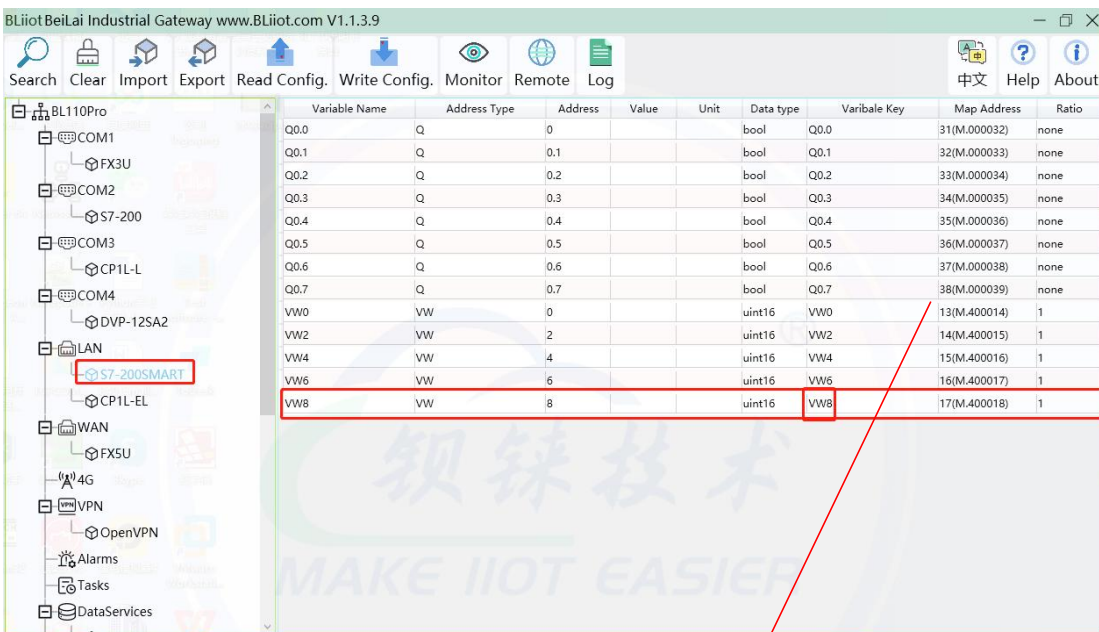 BLiiot BeiLai Industrial Gateway www.BLiiot.com V1.1.3.9
Search Clear Import Export Read Config. Write Config. Monitor Remote Log 中文 Help About
BL110Pro
COM1
FX3U
COM2
S7-200
COM3
CP1L-L
COM4
DVP-12SA2
LAN
S7-200SMART
CP1L-EL
WAN
FX5U
4G
VPN
OpenVPN
Alarms
Tasks
DataServices
Variable Name Address Type Address Value Unit Data type Varibale Key Map Address Ratio
Q0.0 Q 0 bool Q0.0 31(M.000032) none
Q0.1 Q 0.1 bool Q0.1 32(M.000033) none
Q0.2 Q 0.2 bool Q0.2 33(M.000034) none
Q0.3 Q 0.3 bool Q0.3 34(M.000035) none
Q0.4 Q 0.4 bool Q0.4 35(M.000036) none
Q0.5 Q 0.5 bool Q0.5 36(M.000037) none
Q0.6 Q 0.6 bool Q0.6 37(M.000038) none
Q0.7 Q 0.7 bool Q0.7 38(M.000039) none
VW0 VW 0 uint16 VW0 13(M.400014) 1
VW2 VW 2 uint16 VW2 14(M.400015) 1
VW4 VW 4 uint16 VW4 15(M.400016) 1
VW6 VW 6 uint16 VW6 16(M.400017) 1
VW8 VW 8 uint16 VW8 17(M.400018) 1
钡铼技术
MAKE IIOT EASIER